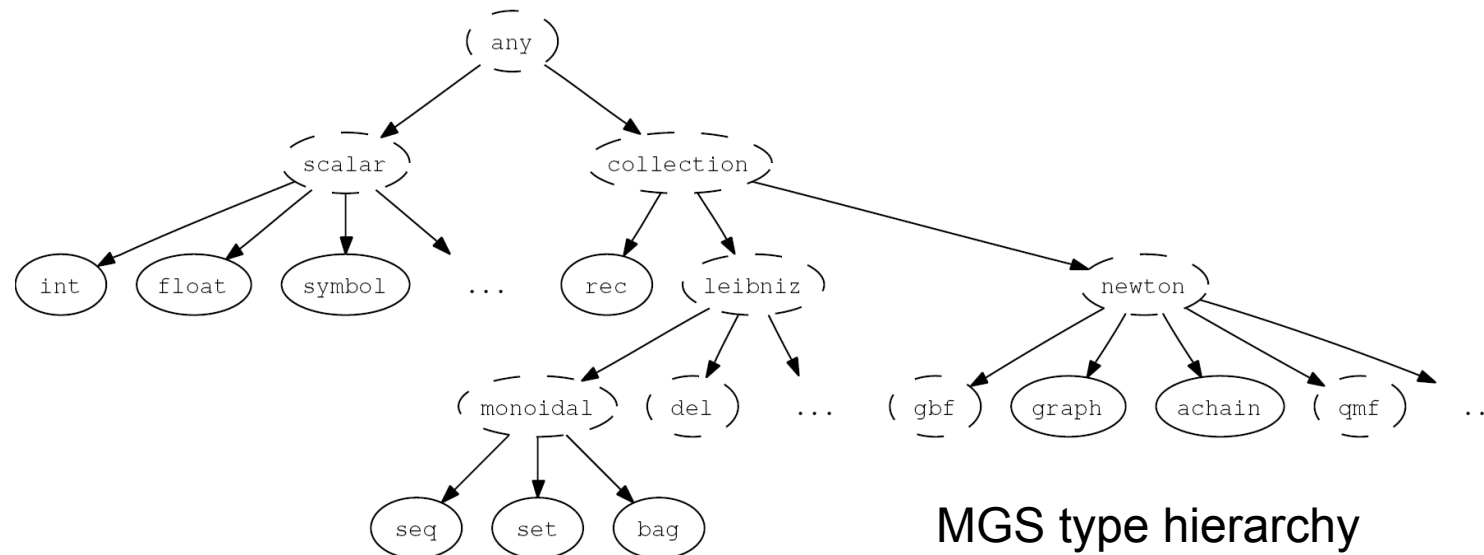 any
scalar collection
int float symbol ... rec leibniz newton
monoidal del ... gbf graph achain qmf ..
seq set bag
MGS type hierarchy